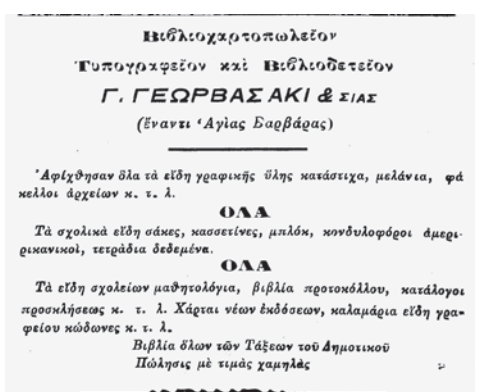 Βιβλιοχαρτοπωλεῖον
Τυπογραφεῖον καὶ Βιβλιοδετεῖον
Γ. ΓΕΩΡΒΑΣΑΚΙ & ΣΙΑΣ
(ἔναντι Ἁγίας Βαρβάρας)
Ἀφίχθησαν ὅλα τὰ εἴδη γραφικῆς ὕλης κατάστιχα, μελάνια, φά
κελλοι ἀρχείων κ. τ. λ.
ΟΛΑ
Τὰ σχολικὰ εἴδη σάκες, κασσετίνες, μπλόκ, κονδυλοφόροι ἀμερι-
ρικανικοί, τετράδια δεδεμένα.
ΟΛΑ
Τὰ εἴδη σχολείων μαθητολόγια, βιβλία προτοκόλλου, κατάλογοι
προσκλήσεως κ. τ. λ. Χάρται νέων ἐκδόσεων, καλαμάρια εἴδη γρα-
φείου κώδωνες κ. τ. λ.
Βιβλία ὅλων τῶν Τάξεων τοῦ Δημοτικοῦ
Πώλησις μὲ τιμὰς χαμηλὰς